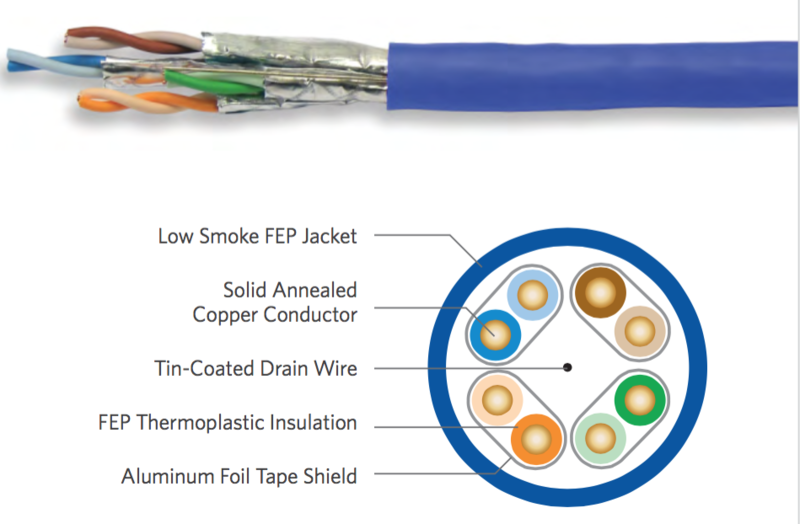 Low Smoke FEP Jacket
Solid Annealed
Copper Conductor
Tin-Coated Drain Wire
FEP Thermoplastic Insulation
Aluminum Foil Tape Shield